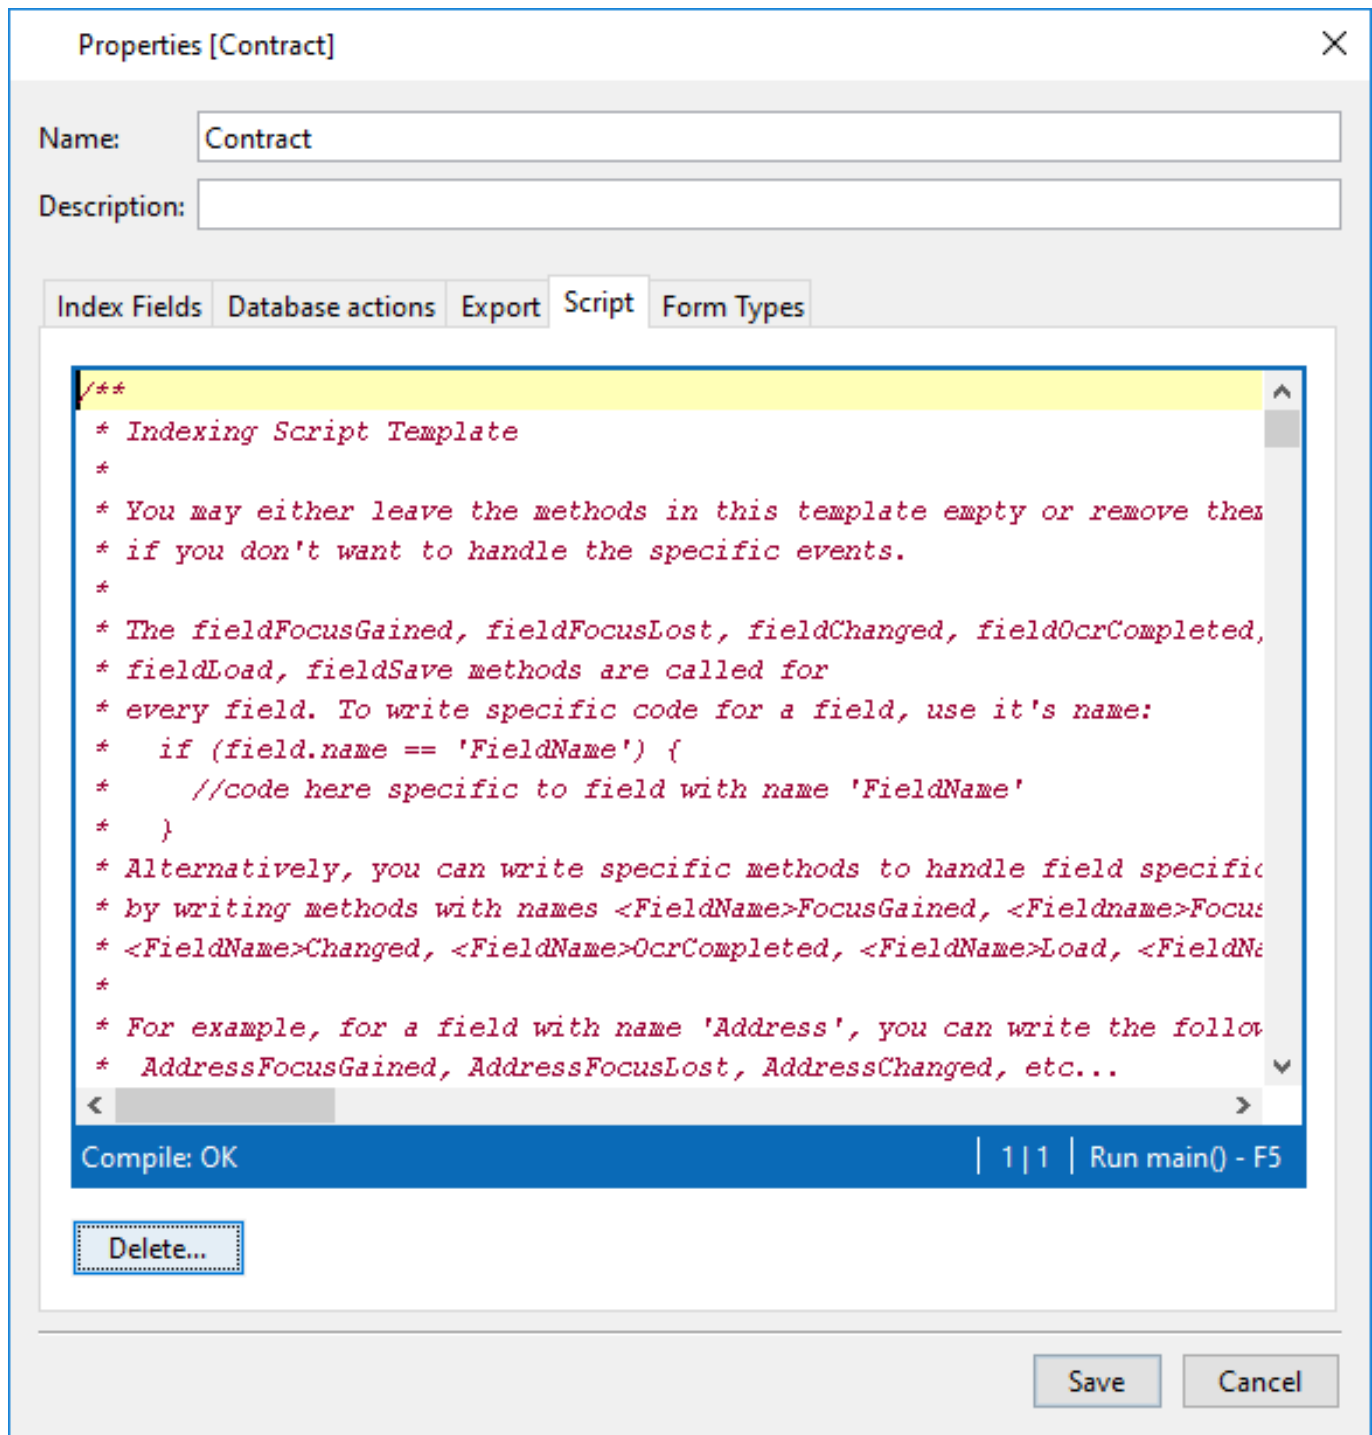 Properties [Contract]
Name: Contract
Description:
Index Fields Database actions Export Script Form Types
/**
* Indexing Script Template
*
* You may either leave the methods in this template empty or remove them
* if you don't want to handle the specific events.
*
* The fieldFocusGained, fieldFocusLost, fieldChanged, fieldOcrCompleted,
* fieldLoad, fieldSave methods are called for
* every field. To write specific code for a field, use it's name:
*   if (field.name == 'FieldName') {
*     //code here specific to field with name 'FieldName'
*   }
* Alternatively, you can write specific methods to handle field specific
* by writing methods with names <FieldName>FocusGained, <Fieldname>Focus
* <FieldName>Changed, <FieldName>OcrCompleted, <FieldName>Load, <FieldNa
*
* For example, for a field with name 'Address', you can write the follow
*  AddressFocusGained, AddressFocusLost, AddressChanged, etc...
Compile: OK | 1 | 1 | Run main() - F5
Delete...
Save Cancel